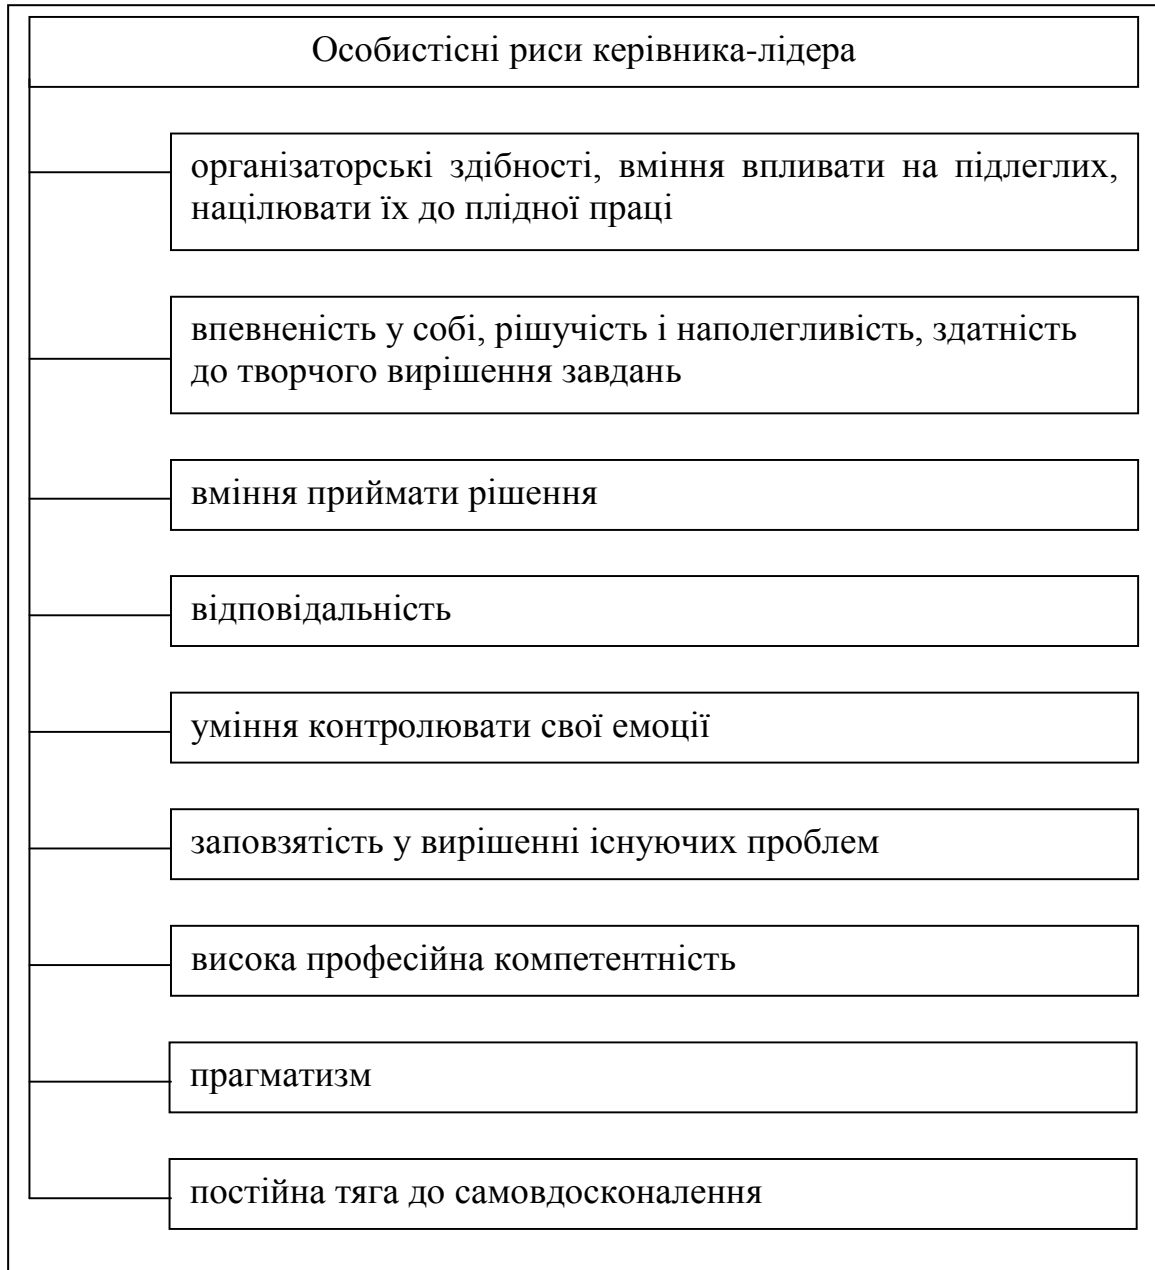 Особистісні риси керівника-лідера
організаторські здібності, вміння впливати на підлеглих,
націлювати їх до плідної праці
впевненість у собі, рішучість і наполегливість, здатність
до творчого вирішення завдань
вміння приймати рішення
відповідальність
уміння контролювати свої емоції
заповзятість у вирішенні існуючих проблем
висока професійна компетентність
прагматизм
постійна тяга до самовдосконалення